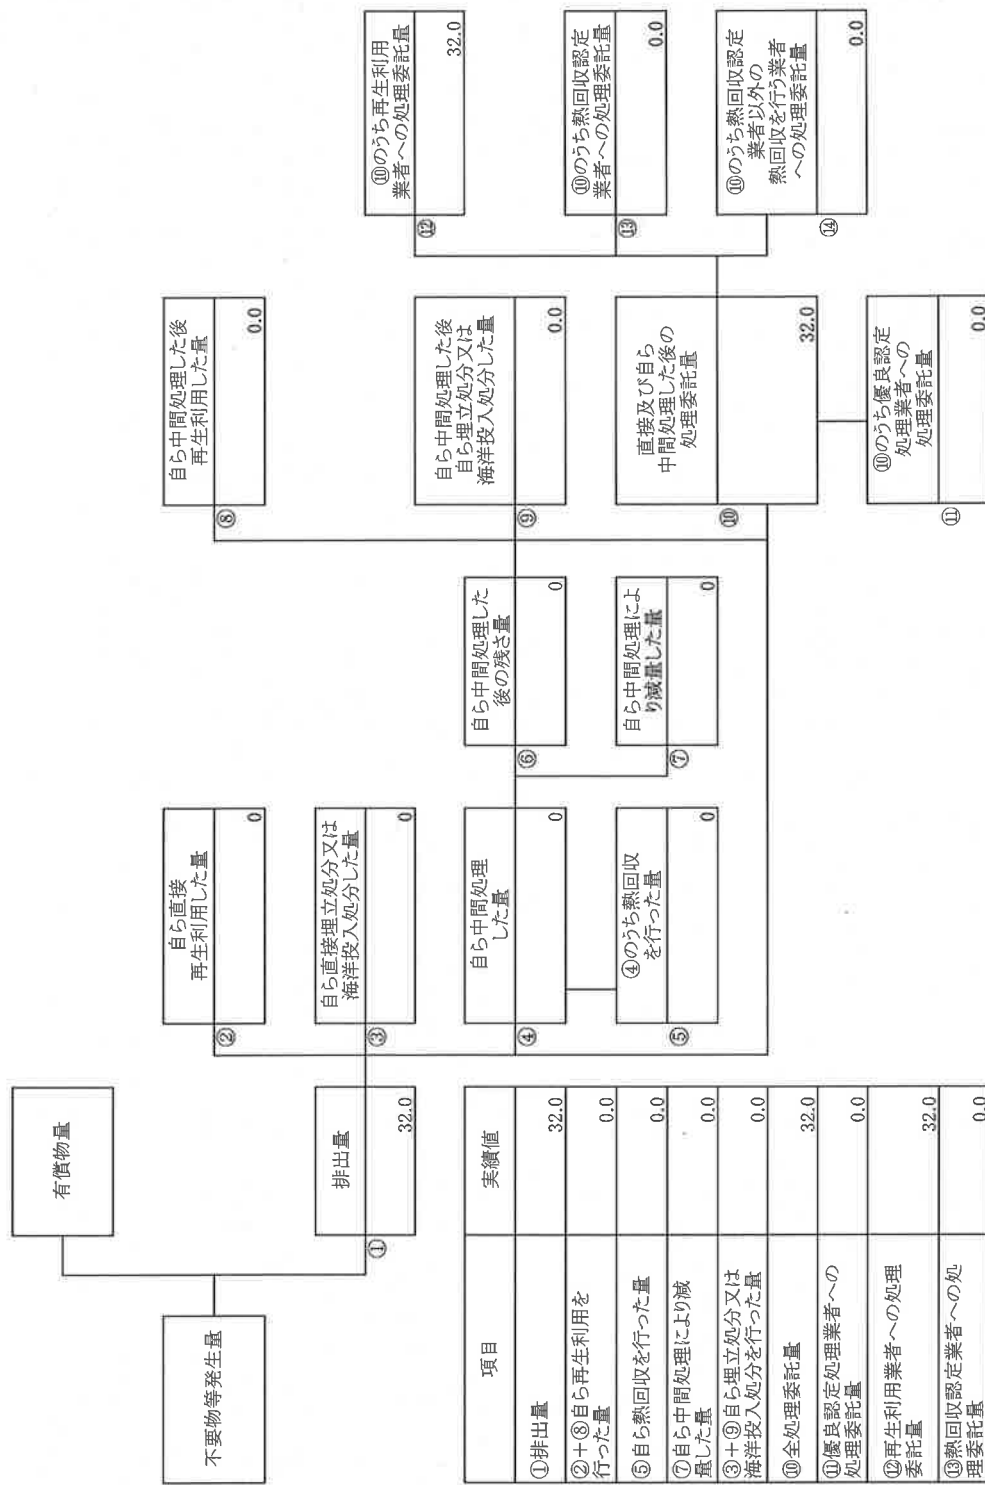 不要物等発生量
有償物量
排出量
①
32.0
自ら直接
再生利用した量
②
0
自ら直接埋立処分又は
海洋投入処分した量
③
0
自ら中間処理
した量
④
0
④のうち熱回収
を行った量
⑤
0
自ら中間処理した
後の残さ量
⑥
0
自ら中間処理によ
り減量した量
⑦
0
自ら中間処理した後
再生利用した量
⑧
0.0
自ら中間処理した後
自ら埋立処分又は
海洋投入処分した量
⑨
0.0
直接及び自ら
中間処理した後の
処理委託量
⑩
32.0
⑩のうち優良認定
処理業者への
処理委託量
⑪
0.0
⑩のうち再生利用
業者への処理委託量
⑫
32.0
⑩のうち熱回収認定
業者への処理委託量
⑬
0.0
⑩のうち熱回収認定
業者以外の
熱回収を行う業者
への処理委託量
⑭
0.0
項目 実績値
①排出量 32.0
②+⑧自ら再生利用を
行った量 0.0
⑤自ら熱回収を行った量 0.0
⑦自ら中間処理により減
量した量 0.0
③+⑨自ら埋立処分又は
海洋投入処分を行った量 0.0
⑩全処理委託量 32.0
⑪優良認定処理業者への
処理委託量 0.0
⑫再生利用業者への処理
委託量 32.0
⑬熱回収認定業者への処
理委託量 0.0